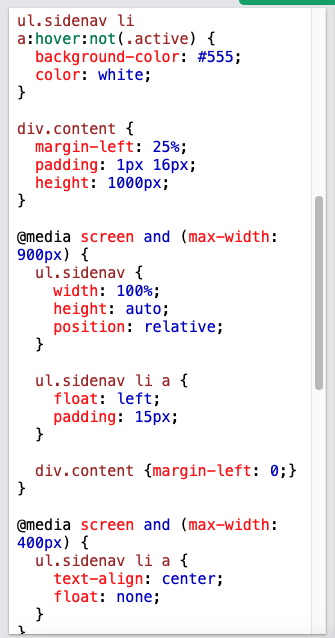 ul.sidenav li
a:hover:not(.active) {
  background-color: #555;
  color: white;
}

div.content {
  margin-left: 25%;
  padding: 1px 16px;
  height: 1000px;
}

@media screen and (max-width:
900px) {
  ul.sidenav {
    width: 100%;
    height: auto;
    position: relative;
  }

  ul.sidenav li a {
    float: left;
    padding: 15px;
  }

  div.content {margin-left: 0;}
}

@media screen and (max-width:
400px) {
  ul.sidenav li a {
    text-align: center;
    float: none;
  }
}